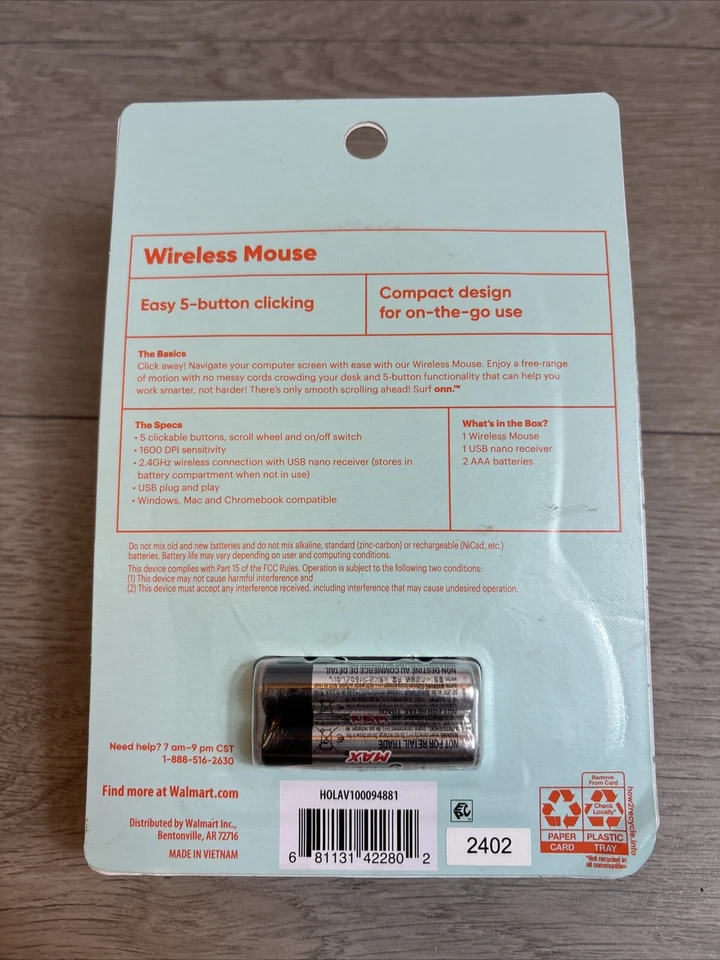 Wireless Mouse
Easy 5-button clicking
Compact design
for on-the-go use
The Basics
Click away! Navigate your computer screen with ease with our Wireless Mouse. Enjoy a free-range
of motion with no messy cords crowding your desk and 5-button functionality that can help you
work smarter, not harder! There's only smooth scrolling ahead! Surf onn.™
The Specs
• 5 clickable buttons, scroll wheel and on/off switch
• 1600 DPI sensitivity
• 2.4GHz wireless connection with USB nano receiver (stores in
battery compartment when not in use)
• USB plug and play
• Windows, Mac and Chromebook compatible
What's in the Box?
1 Wireless Mouse
1 USB nano receiver
2 AAA batteries
Do not mix old and new batteries and do not mix alkaline, standard (zinc-carbon) or rechargeable (NiCad, etc.)
batteries. Battery life may vary depending on user and computing conditions.
This device complies with Part 15 of the FCC Rules. Operation is subject to the following two conditions:
(1) This device may not cause harmful interference and
(2) This device must accept any interference received, including interference that may cause undesired operation.
NON DESTINE AU COMMERCE DE DETAIL
NOT FOR RETAIL TRADE
MAX
Need help? 7 am–9 pm CST
1-888-516-2630
Find more at Walmart.com
Distributed by Walmart Inc.,
Bentonville, AR 72716
MADE IN VIETNAM
HOLAV100094881
6 81131 42280 2
2402
Remove
From Card
Check
Locally*
PAPER
CARD
PLASTIC
TRAY
*Not recycled in
all communities
how2recycle.info